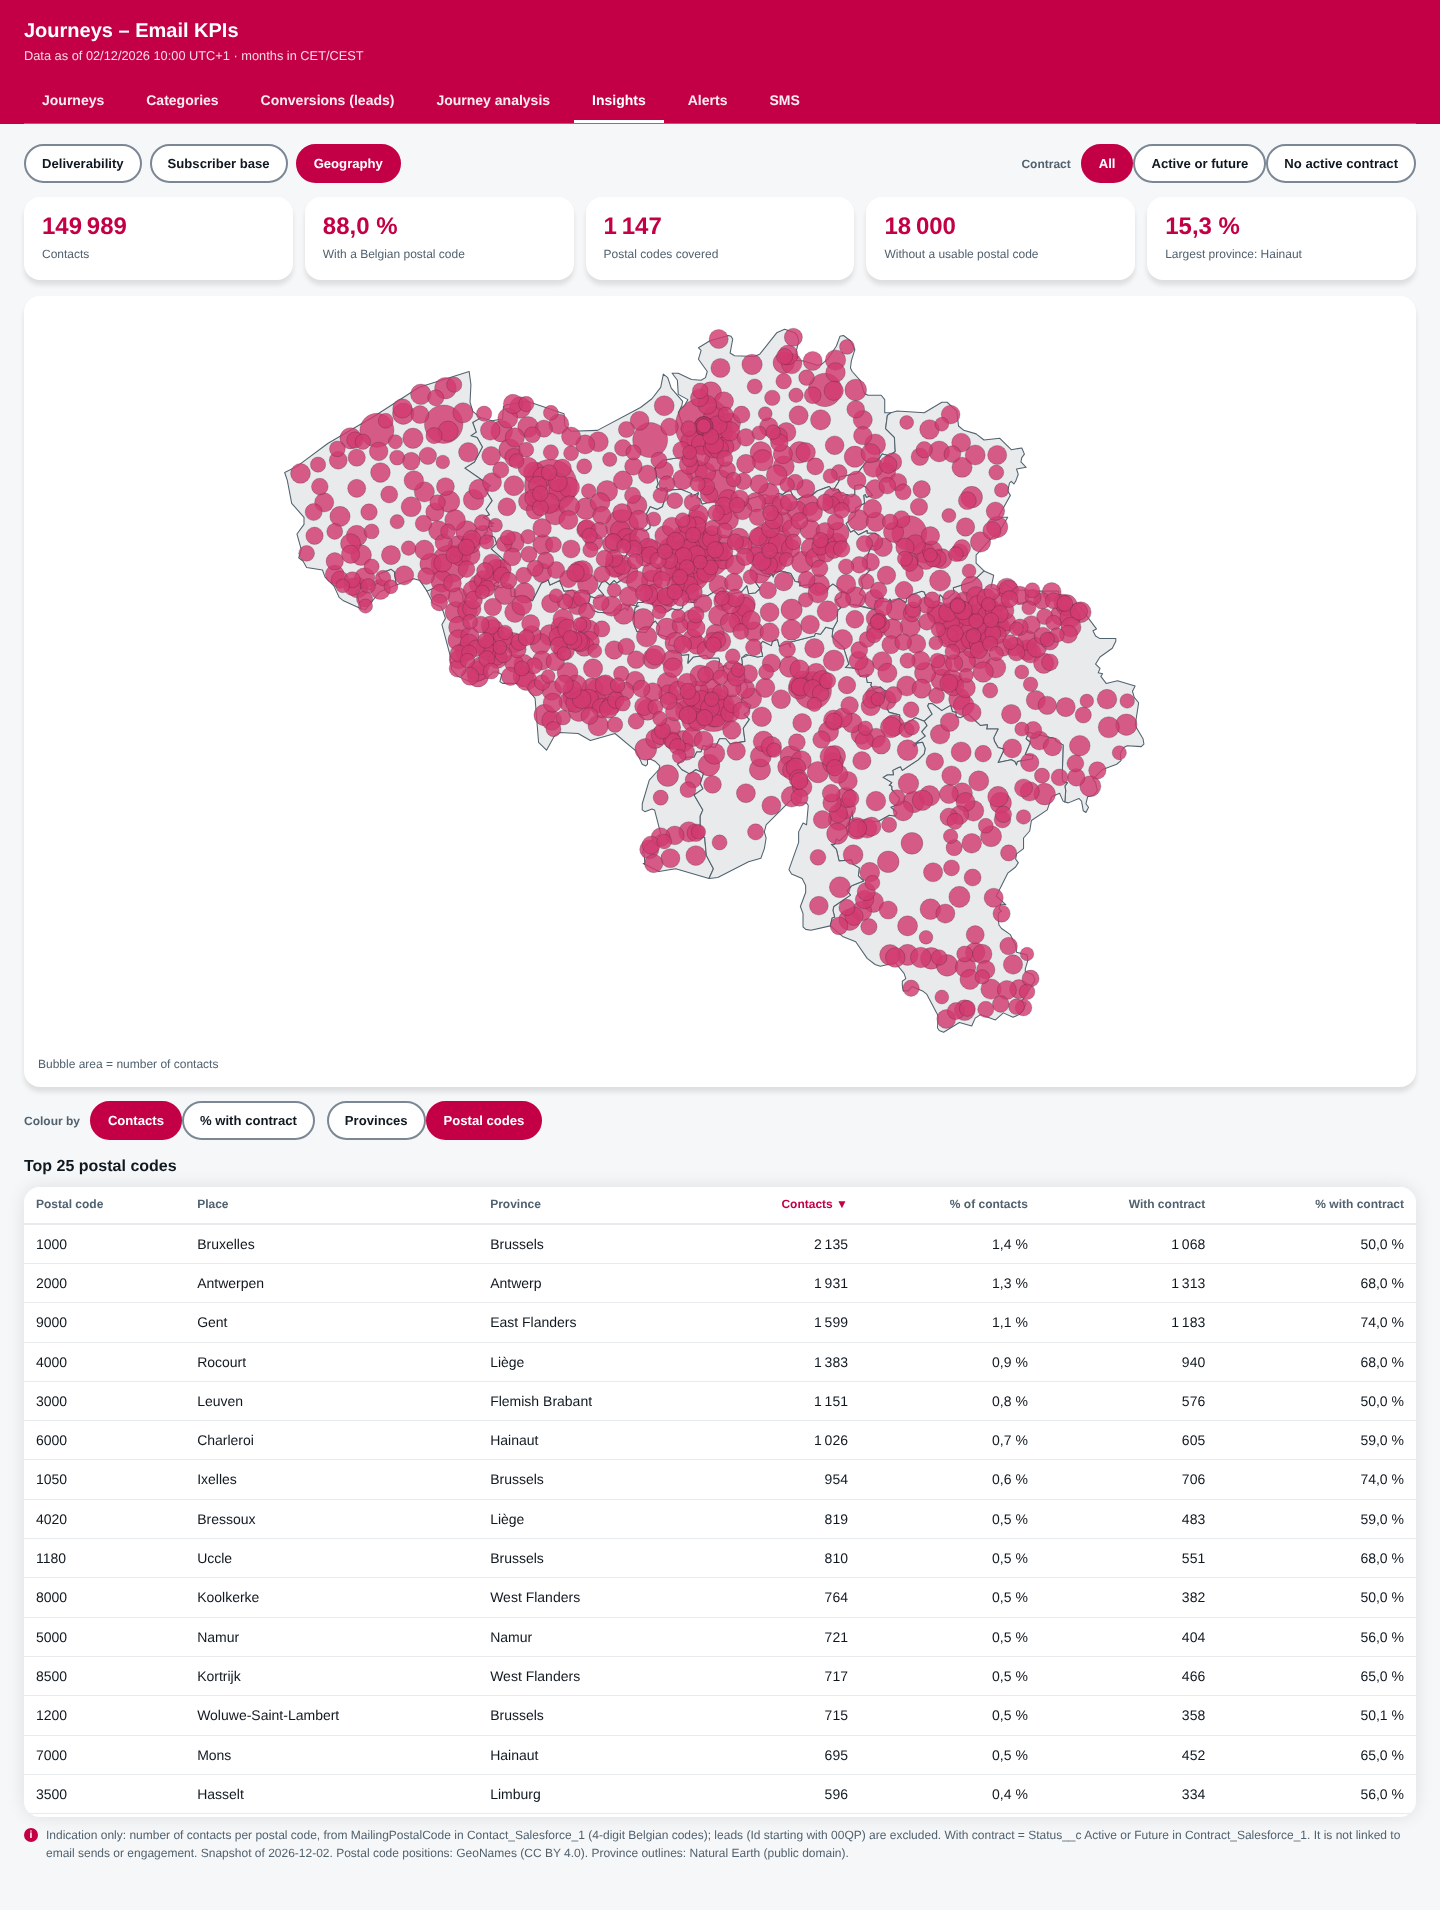 Journeys – Email KPIs
Data as of 02/12/2026 10:00 UTC+1 · months in CET/CEST
Journeys Categories Conversions (leads) Journey analysis Insights Alerts SMS
Deliverability Subscriber base Geography Contract All Active or future No active contract
149 989 88,0 % 1 147 18 000 15,3 %
Contacts With a Belgian postal code Postal codes covered Without a usable postal code Largest province: Hainaut
Bubble area = number of contacts
Colour by Contacts % with contract Provinces Postal codes
Top 25 postal codes
Postal code Place Province Contacts ▼ % of contacts With contract % with contract
1000 Bruxelles Brussels 2 135 1,4 % 1 068 50,0 %
2000 Antwerpen Antwerp 1 931 1,3 % 1 313 68,0 %
9000 Gent East Flanders 1 599 1,1 % 1 183 74,0 %
4000 Rocourt Liège 1 383 0,9 % 940 68,0 %
3000 Leuven Flemish Brabant 1 151 0,8 % 576 50,0 %
6000 Charleroi Hainaut 1 026 0,7 % 605 59,0 %
1050 Ixelles Brussels 954 0,6 % 706 74,0 %
4020 Bressoux Liège 819 0,5 % 483 59,0 %
1180 Uccle Brussels 810 0,5 % 551 68,0 %
8000 Koolkerke West Flanders 764 0,5 % 382 50,0 %
5000 Namur Namur 721 0,5 % 404 56,0 %
8500 Kortrijk West Flanders 717 0,5 % 466 65,0 %
1200 Woluwe-Saint-Lambert Brussels 715 0,5 % 358 50,1 %
7000 Mons Hainaut 695 0,5 % 452 65,0 %
3500 Hasselt Limburg 596 0,4 % 334 56,0 %
i Indication only: number of contacts per postal code, from MailingPostalCode in Contact_Salesforce_1 (4-digit Belgian codes); leads (Id starting with 00QP) are excluded. With contract = Status__c Active or Future in Contract_Salesforce_1. It is not linked to
email sends or engagement. Snapshot of 2026-12-02. Postal code positions: GeoNames (CC BY 4.0). Province outlines: Natural Earth (public domain).